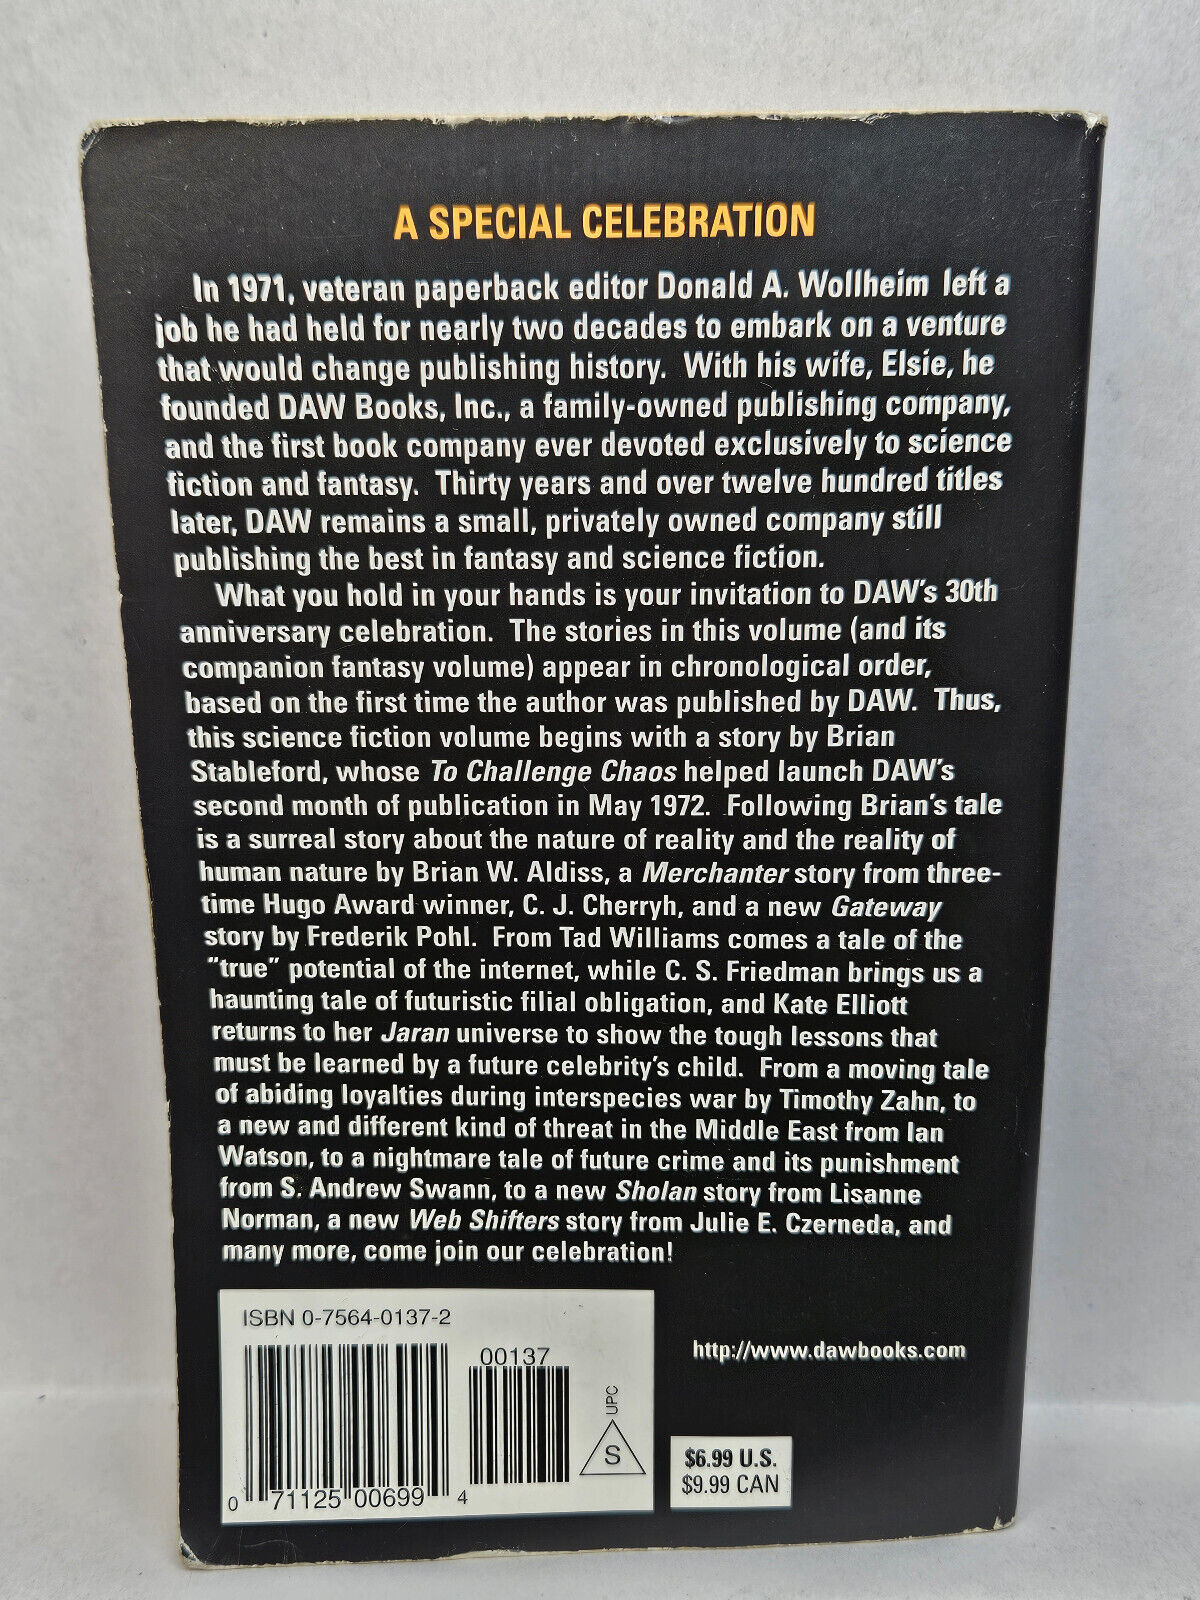 A SPECIAL CELEBRATION
In 1971, veteran paperback editor Donald A. Wollheim left a
job he had held for nearly two decades to embark on a venture
that would change publishing history. With his wife, Elsie, he
founded DAW Books, Inc., a family-owned publishing company,
and the first book company ever devoted exclusively to science
fiction and fantasy. Thirty years and over twelve hundred titles
later, DAW remains a small, privately owned company still
publishing the best in fantasy and science fiction.
What you hold in your hands is your invitation to DAW's 30th
anniversary celebration. The stories in this volume (and its
companion fantasy volume) appear in chronological order,
based on the first time the author was published by DAW. Thus,
this science fiction volume begins with a story by Brian
Stableford, whose To Challenge Chaos helped launch DAW's
second month of publication in May 1972. Following Brian's tale
is a surreal story about the nature of reality and the reality of
human nature by Brian W. Aldiss, a Merchanter story from three-
time Hugo Award winner, C. J. Cherryh, and a new Gateway
story by Frederik Pohl. From Tad Williams comes a tale of the
"true" potential of the internet, while C. S. Friedman brings us a
haunting tale of futuristic filial obligation, and Kate Elliott
returns to her Jaran universe to show the tough lessons that
must be learned by a future celebrity's child. From a moving tale
of abiding loyalties during interspecies war by Timothy Zahn, to
a new and different kind of threat in the Middle East from Ian
Watson, to a nightmare tale of future crime and its punishment
from S. Andrew Swann, to a new Sholan story from Lisanne
Norman, a new Web Shifters story from Julie E. Czerneda, and
many more, come join our celebration!
ISBN 0-7564-0137-2
00137
UPC
S
0 71125 00699 4
http://www.dawbooks.com
$6.99 U.S.
$9.99 CAN